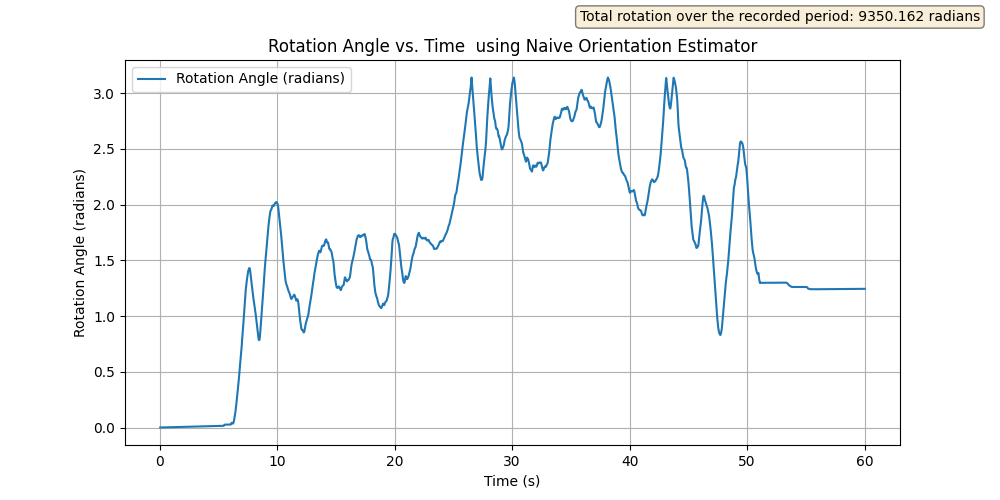 Total rotation over the recorded period: 9350.162 radians
Rotation Angle vs. Time  using Naive Orientation Estimator
Rotation Angle (radians)
Rotation Angle (radians)
3.0
2.5
2.0
1.5
1.0
0.5
0.0
0 10 20 30 40 50 60
Time (s)